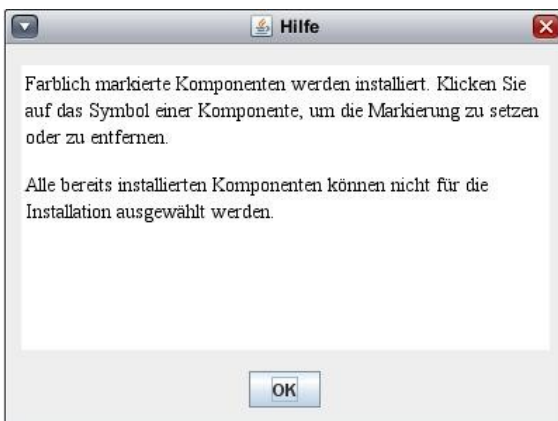 Hilfe
Farblich markierte Komponenten werden installiert. Klicken Sie
auf das Symbol einer Komponente, um die Markierung zu setzen
oder zu entfernen.
Alle bereits installierten Komponenten können nicht für die
Installation ausgewählt werden.
OK